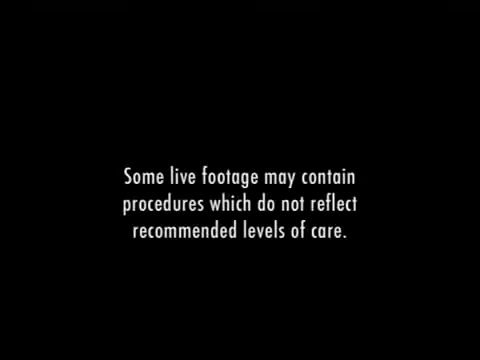 Some live footage may contain
procedures which do not reflect
recommended levels of care.